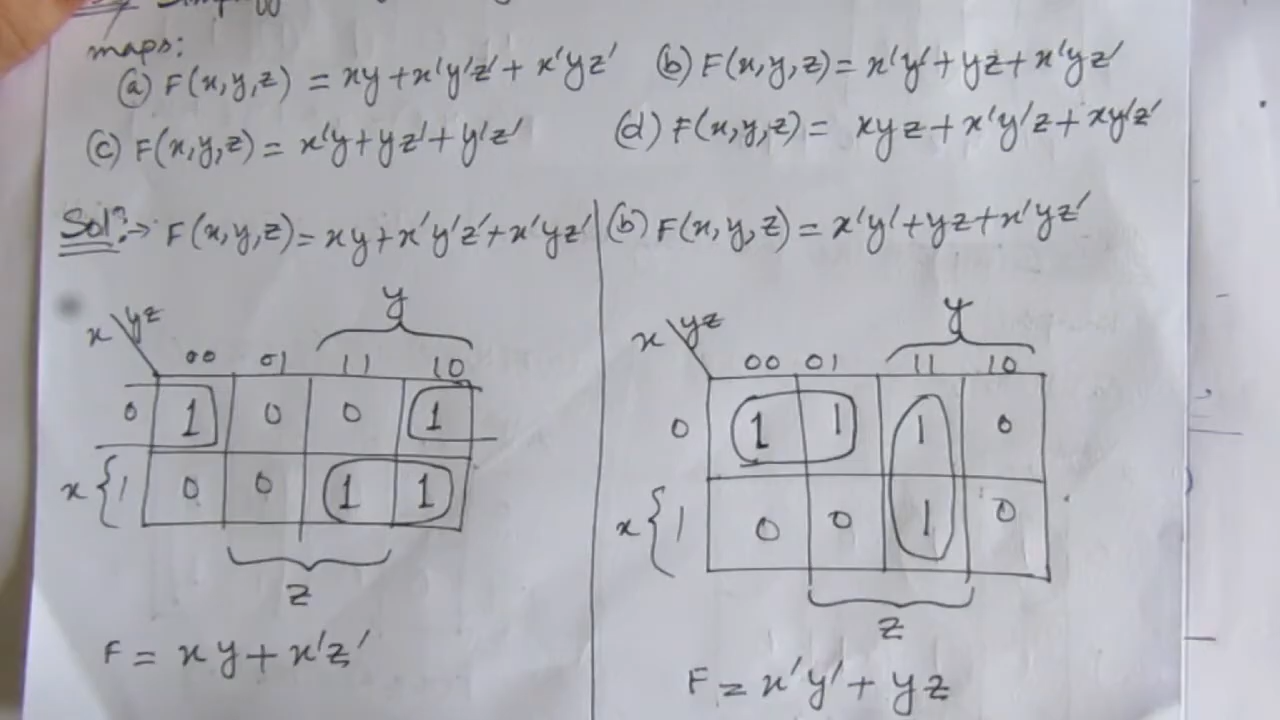 maps:
(a) F(x,y,z) = xy+x'y'z'+ x'yz' (b) F(x,y,z)= x'y'+yz+x'yz'
(c) F(x,y,z)= x'y+yz'+y'z' (d) F(x,y,z)= xyz+x'y'z+xy'z'
Solⁿ:→ F(x,y,z)=xy+x'y'z'+x'yz' (b) F(x,y,z)= x'y'+yz+x'yz'
y y
x yz x yz
00 01 11 10 00 01 11 10
0 1 0 0 1 0 1 1 1 0
x { 1 0 0 1 1 x { 1 0 0 1 0
z z
F = xy+x'z' F = x'y'+yz